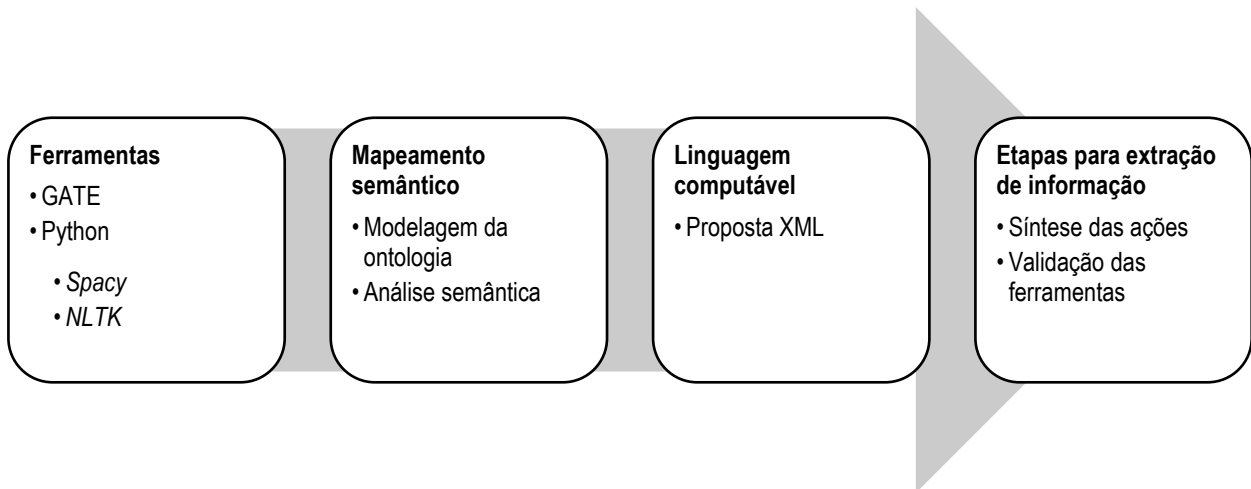 Ferramentas
• GATE
• Python
• Spacy
• NLTK
Mapeamento
semântico
• Modelagem da
ontologia
• Análise semântica
Linguagem
computável
• Proposta XML
Etapas para extração
de informação
• Síntese das ações
• Validação das
ferramentas